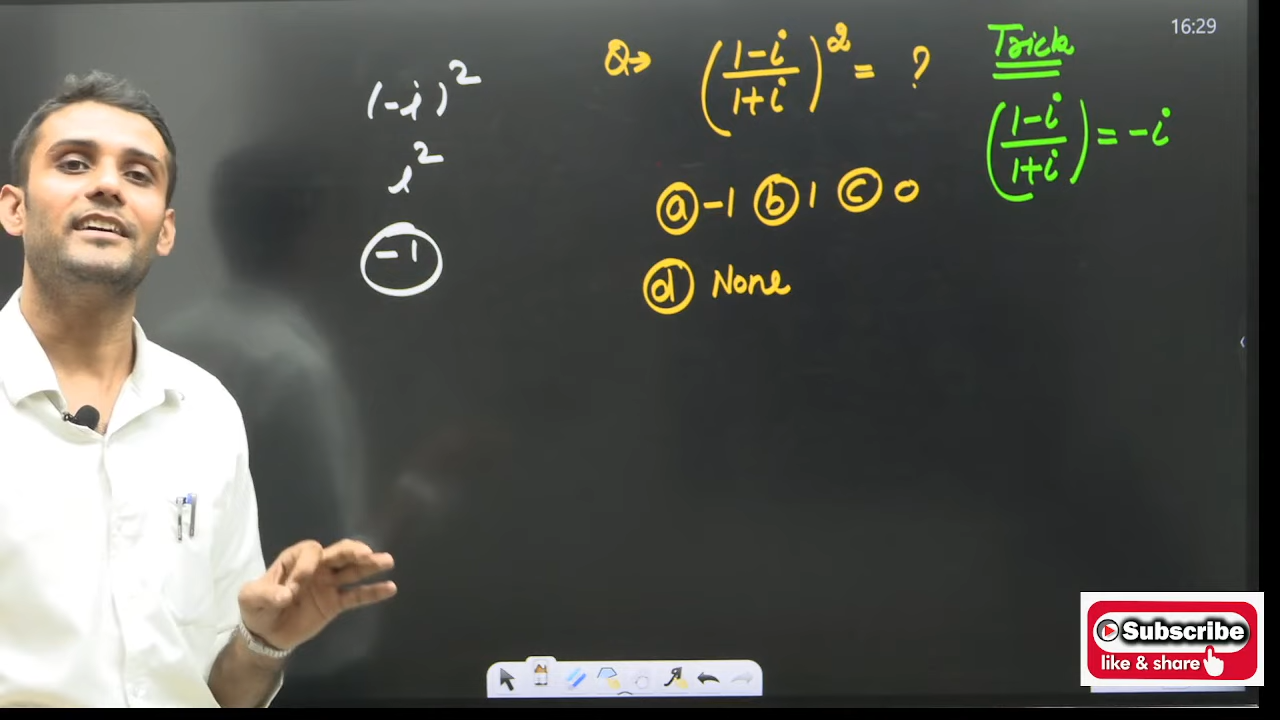 16:29
Q→ (1-i/1+i)² = ?
ⓐ -1 ⓑ 1 ⓒ 0
ⓓ None
Trick
(1-i/1+i) = -i
(-i)²
i²
-1
Subscribe
like & share